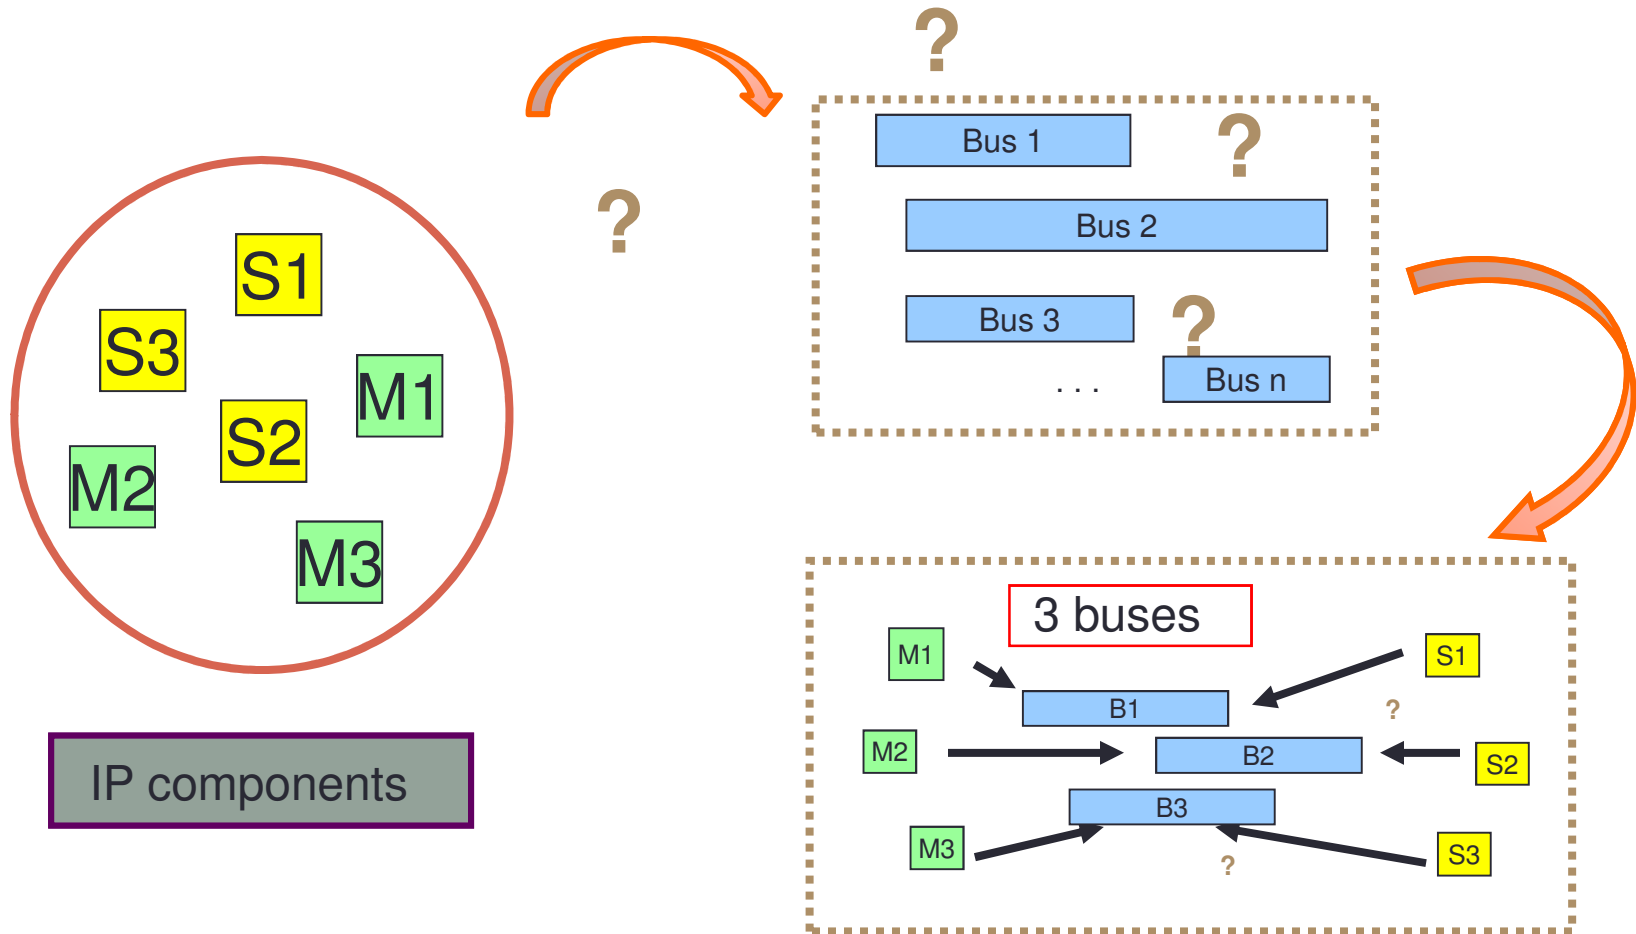 ?
?
Bus 1
?
Bus 2
Bus 3
?
. . .
Bus n
S1
S3
M1
S2
M2
M3
IP components
3 buses
M1
S1
B1
?
M2
B2
S2
B3
M3
S3
?